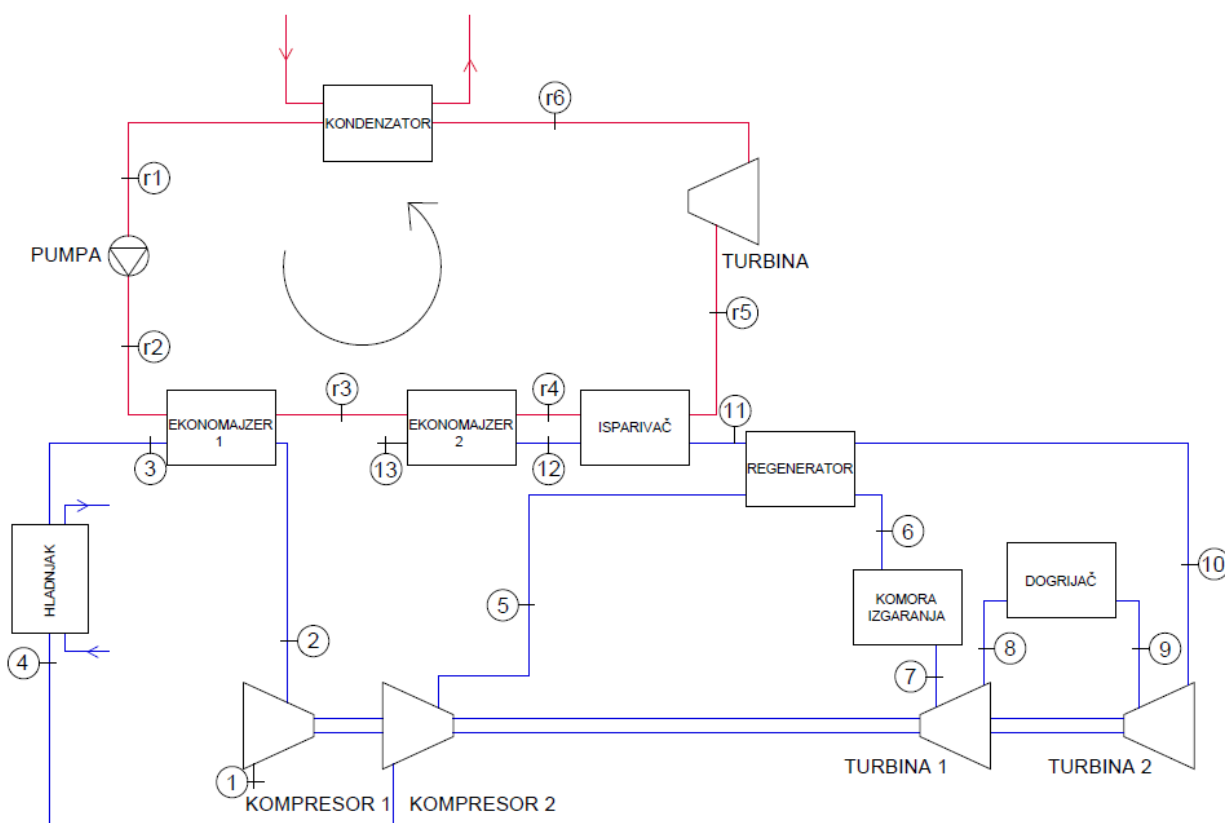 KONDENZATOR
r6
r1
PUMPA
TURBINA
r5
r2
r3
r4
11
EKONOMAJZER
1
EKONOMAJZER
2
ISPARIVAČ
REGENERATOR
3
13
12
6
10
HLADNJAK
5
KOMORA
IZGARANJA
DOGRIJAČ
4
2
7
8
9
1
KOMPRESOR 1
KOMPRESOR 2
TURBINA 1
TURBINA 2